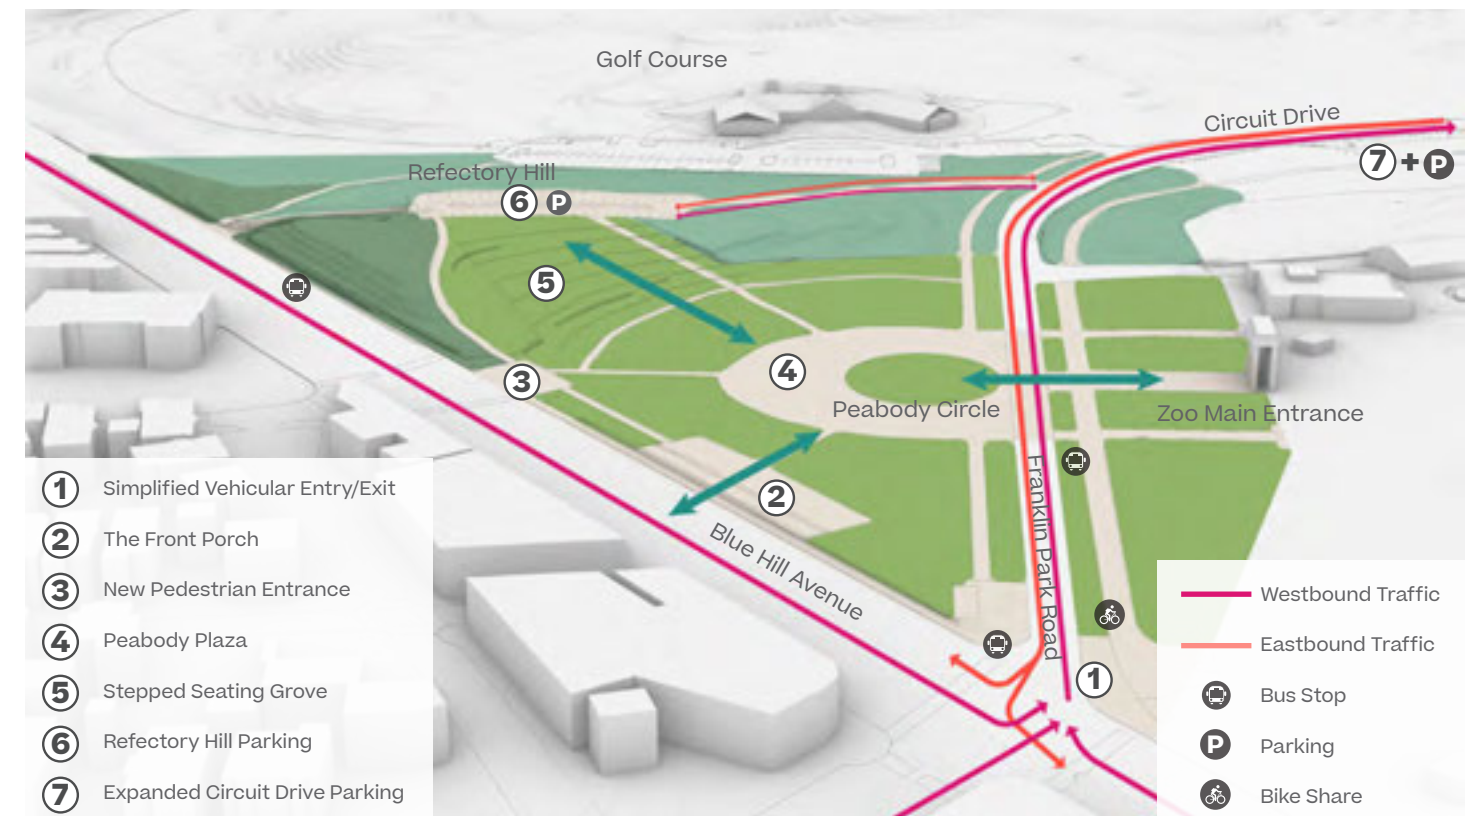 Golf Course
Circuit Drive
7 + P
Refectory Hill
6 P
5
4
3
Peabody Circle
Zoo Main Entrance
2
Blue Hill Avenue
Franklin Park Road
1
1 Simplified Vehicular Entry/Exit
2 The Front Porch
3 New Pedestrian Entrance
4 Peabody Plaza
5 Stepped Seating Grove
6 Refectory Hill Parking
7 Expanded Circuit Drive Parking
Westbound Traffic
Eastbound Traffic
Bus Stop
P Parking
Bike Share